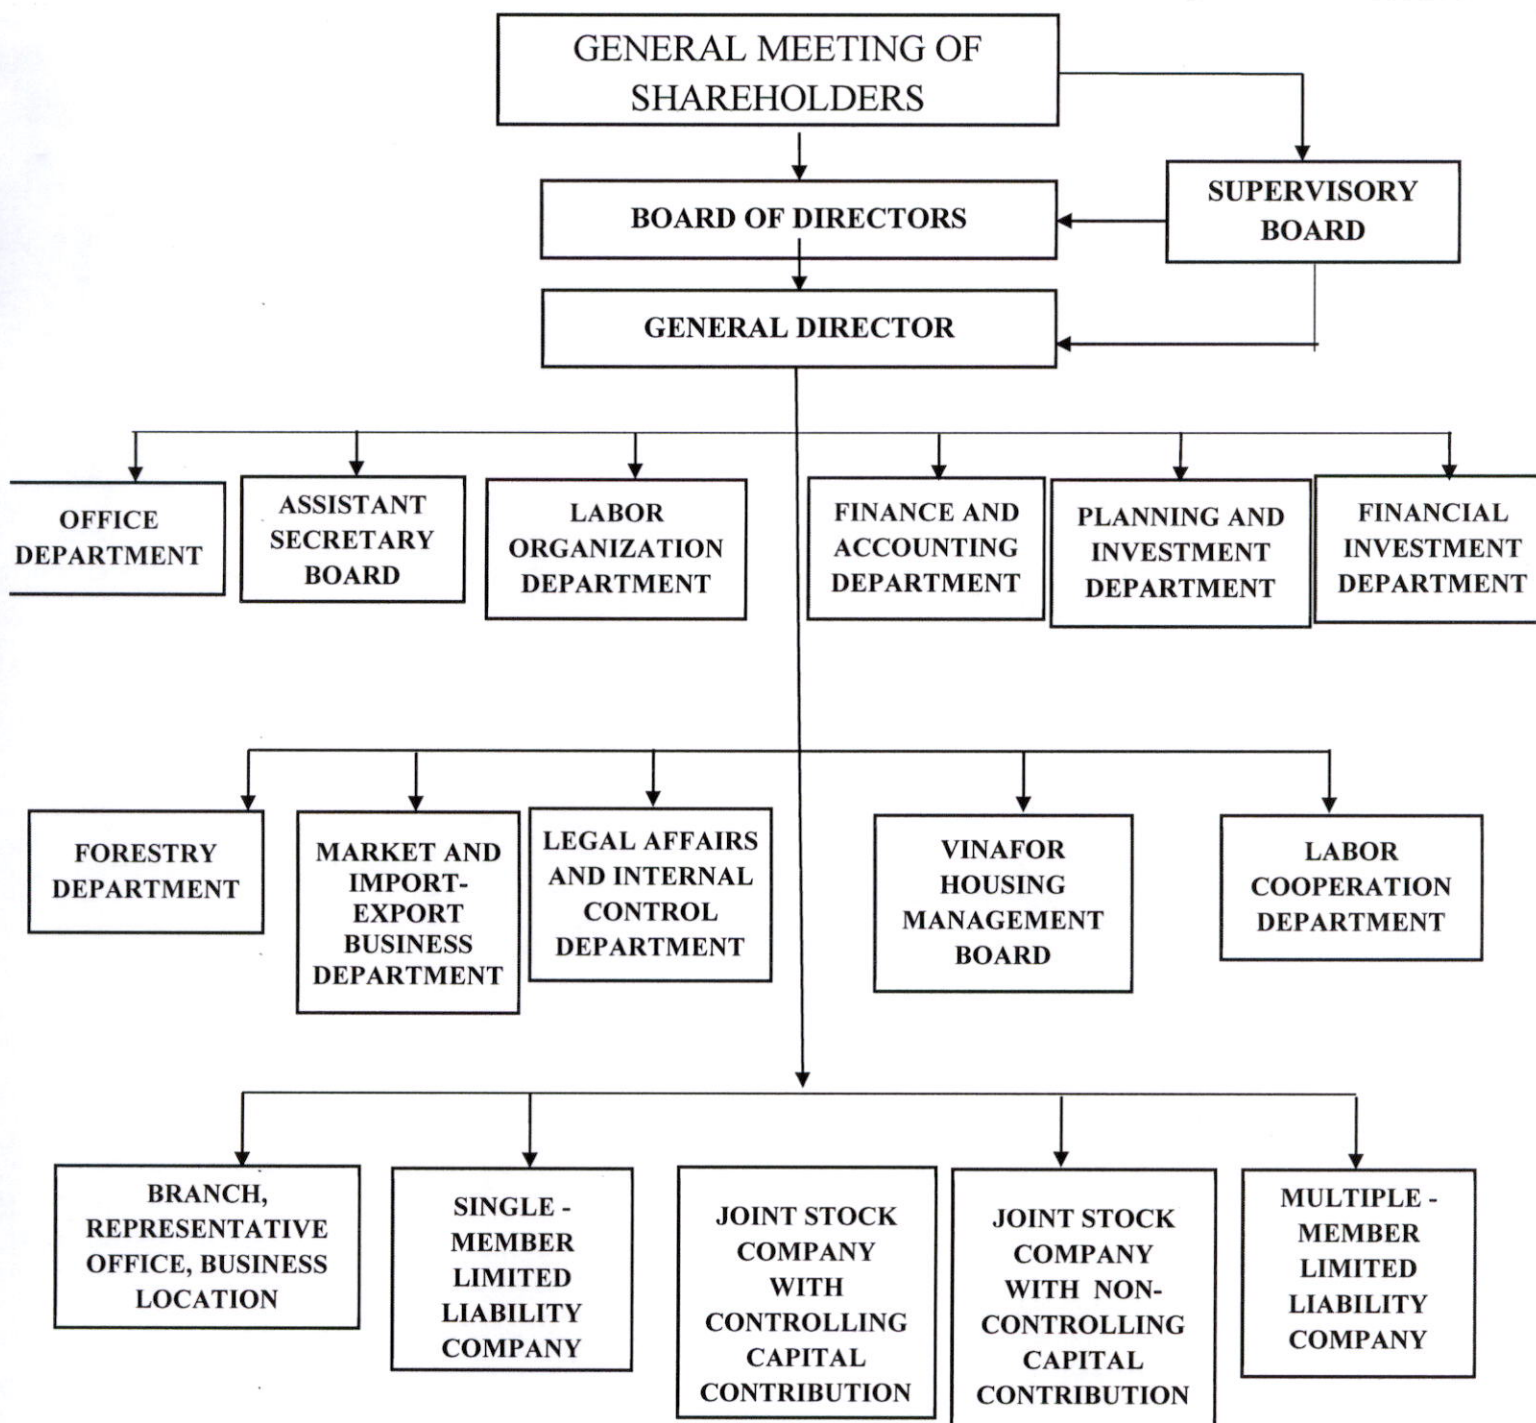 GENERAL MEETING OF
SHAREHOLDERS
SUPERVISORY
BOARD
BOARD OF DIRECTORS
GENERAL DIRECTOR
OFFICE
DEPARTMENT
ASSISTANT
SECRETARY
BOARD
LABOR
ORGANIZATION
DEPARTMENT
FINANCE AND
ACCOUNTING
DEPARTMENT
PLANNING AND
INVESTMENT
DEPARTMENT
FINANCIAL
INVESTMENT
DEPARTMENT
FORESTRY
DEPARTMENT
MARKET AND
IMPORT-
EXPORT
BUSINESS
DEPARTMENT
LEGAL AFFAIRS
AND INTERNAL
CONTROL
DEPARTMENT
VINAFOR
HOUSING
MANAGEMENT
BOARD
LABOR
COOPERATION
DEPARTMENT
BRANCH,
REPRESENTATIVE
OFFICE, BUSINESS
LOCATION
SINGLE -
MEMBER
LIMITED
LIABILITY
COMPANY
JOINT STOCK
COMPANY
WITH
CONTROLLING
CAPITAL
CONTRIBUTION
JOINT STOCK
COMPANY
WITH NON-
CONTROLLING
CAPITAL
CONTRIBUTION
MULTIPLE -
MEMBER
LIMITED
LIABILITY
COMPANY